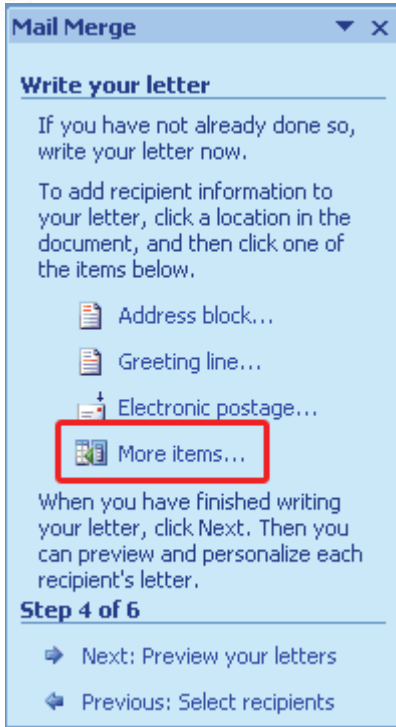 Mail Merge
Write your letter
If you have not already done so,
write your letter now.
To add recipient information to
your letter, click a location in the
document, and then click one of
the items below.
Address block...
Greeting line...
Electronic postage...
More items...
When you have finished writing
your letter, click Next. Then you
can preview and personalize each
recipient's letter.
Step 4 of 6
Next: Preview your letters
Previous: Select recipients